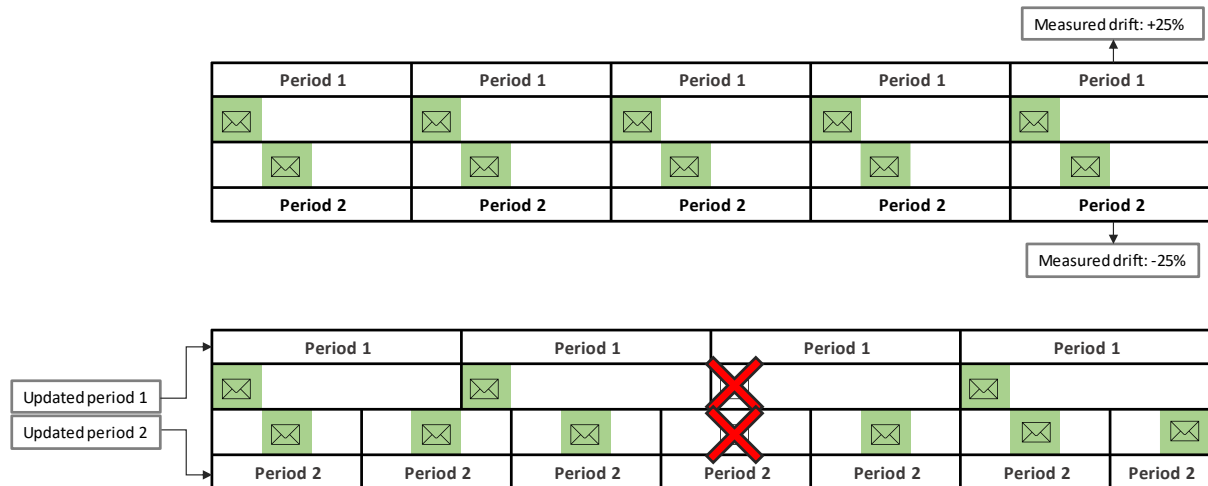 Measured drift: +25%
Period 1 Period 1 Period 1 Period 1 Period 1
Period 2 Period 2 Period 2 Period 2 Period 2
Measured drift: -25%
Period 1 Period 1 Period 1 Period 1
Updated period 1
Updated period 2
Period 2 Period 2 Period 2 Period 2 Period 2 Period 2 Period 2